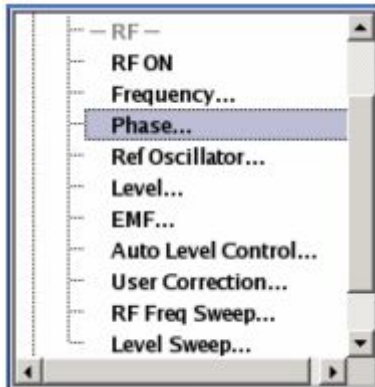 — RF —
RF ON
Frequency...
Phase...
Ref Oscillator...
Level...
EMF...
Auto Level Control...
User Correction...
RF Freq Sweep...
Level Sweep...